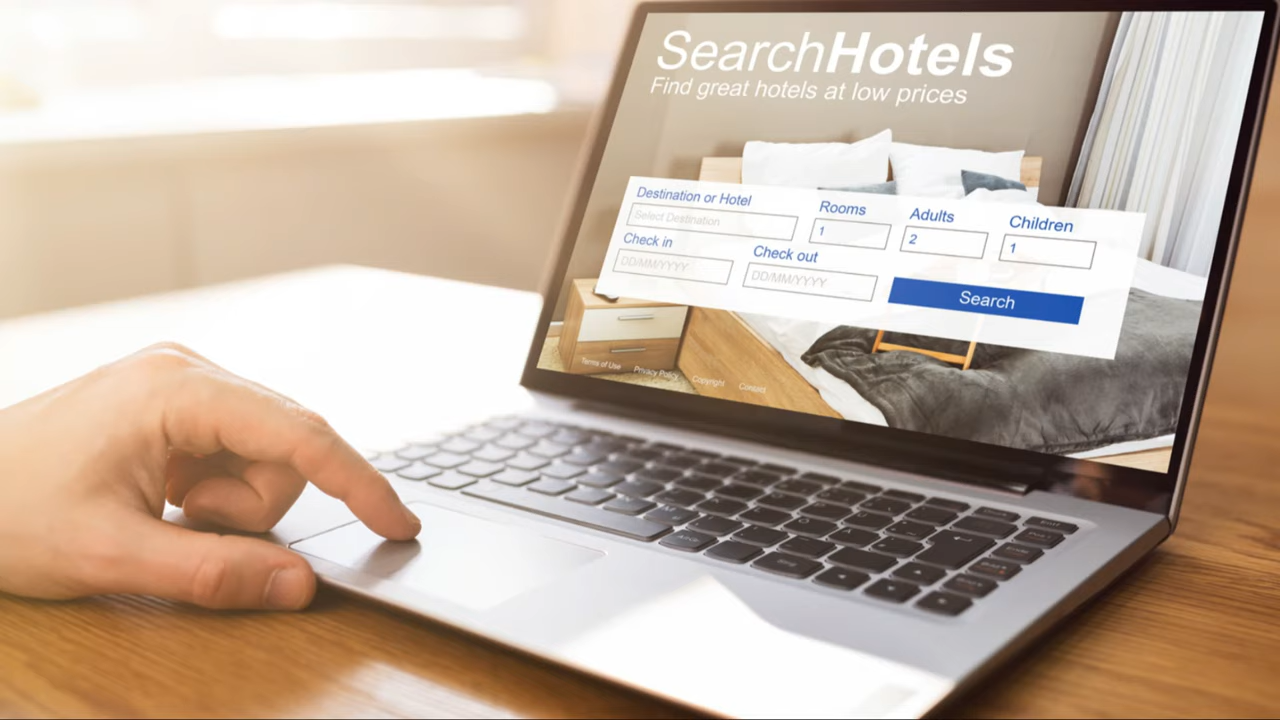 SearchHotels
Find great hotels at low prices
Destination or Hotel
Select Destination
Rooms
1
Adults
2
Children
1
Check in
DD/MM/YYYY
Check out
DD/MM/YYYY
Search
Terms of Use
Privacy Policy
Copyright
Contact